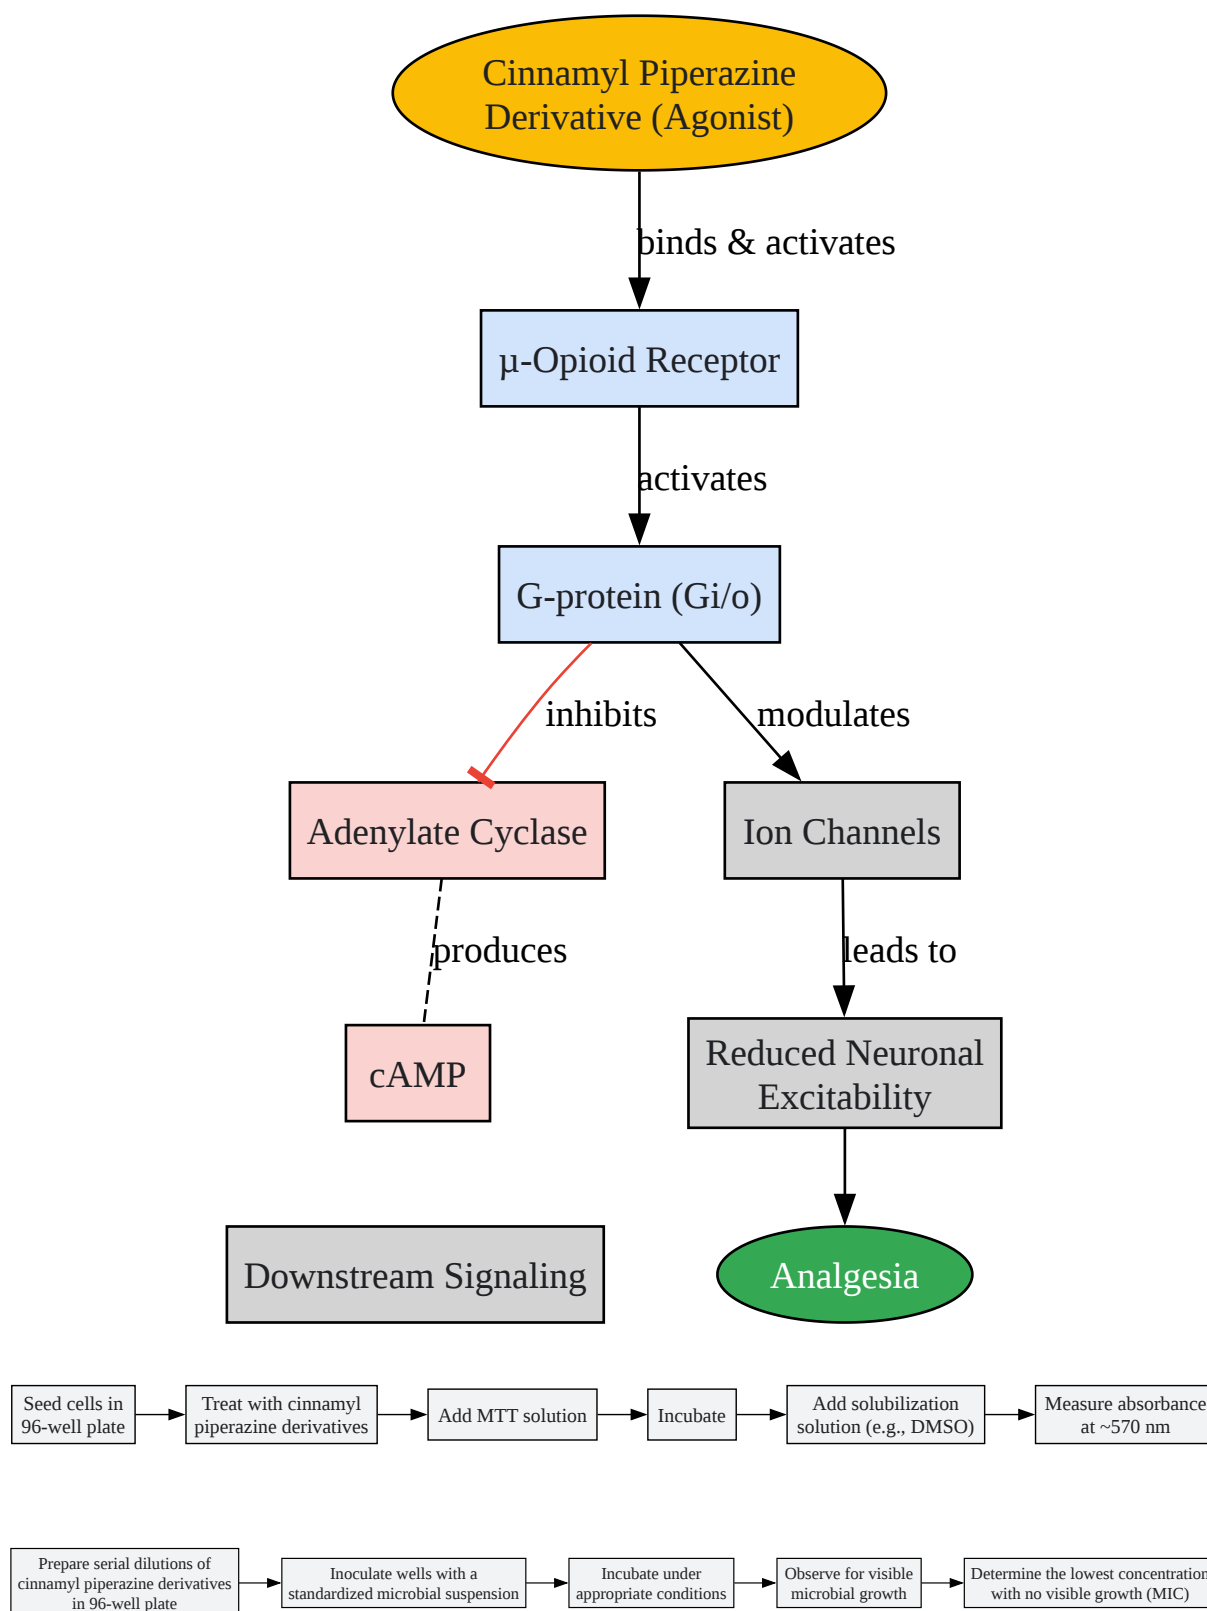 Cinnamyl Piperazine
Derivative (Agonist)
binds & activates
µ-Opioid Receptor
activates
G-protein (Gi/o)
inhibits
modulates
Adenylate Cyclase
Ion Channels
produces
leads to
cAMP
Reduced Neuronal
Excitability
Downstream Signaling
Analgesia
Seed cells in
96-well plate
Treat with cinnamyl
piperazine derivatives
Add MTT solution
Incubate
Add solubilization
solution (e.g., DMSO)
Measure absorbance
at ~570 nm
Prepare serial dilutions of
cinnamyl piperazine derivatives
in 96-well plate
Inoculate wells with a
standardized microbial suspension
Incubate under
appropriate conditions
Observe for visible
microbial growth
Determine the lowest concentration
with no visible growth (MIC)